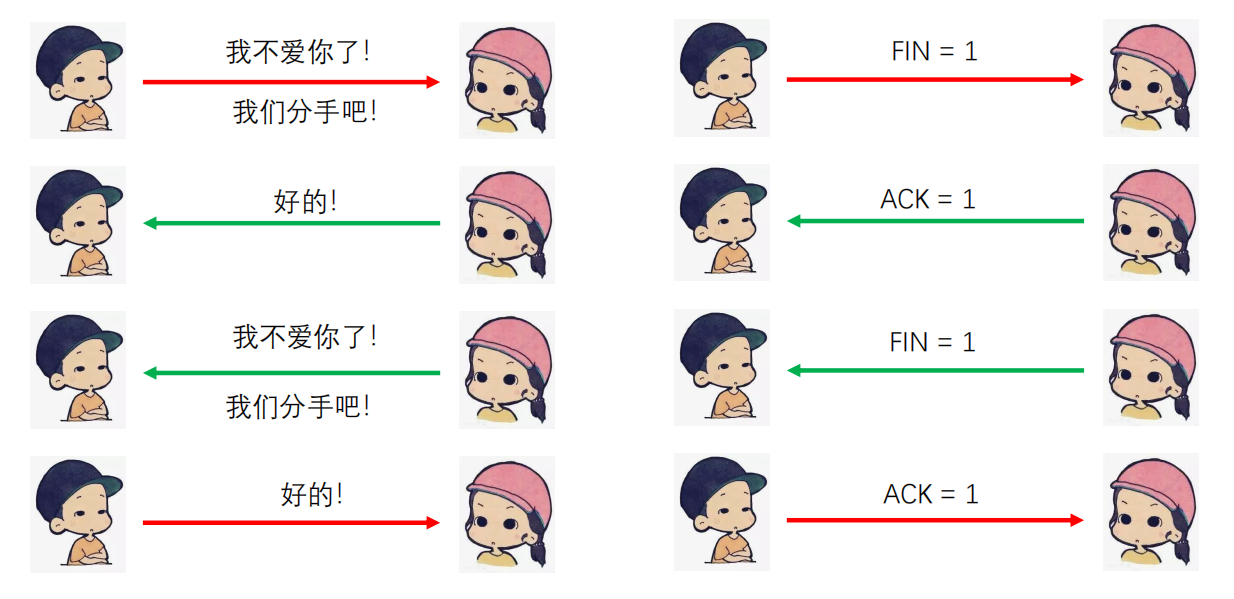 我不爱你了!
我们分手吧!
好的!
我不爱你了!
我们分手吧!
好的!
FIN = 1
ACK = 1
FIN = 1
ACK = 1